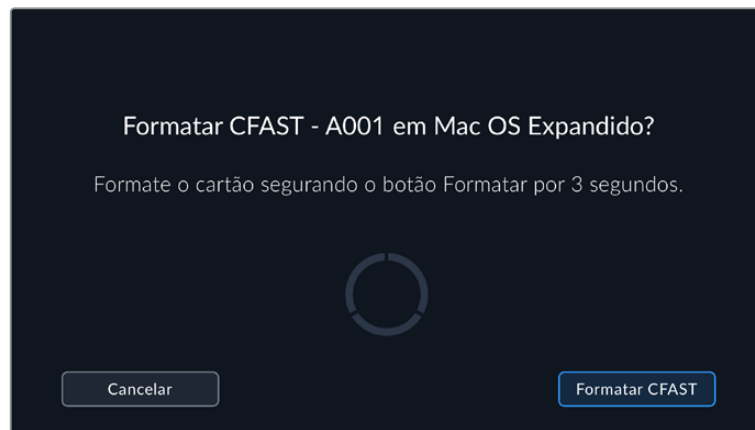 Formatar CFAST - A001 em Mac OS Expandido?
Formate o cartão segurando o botão Formatar por 3 segundos.
Cancelar
Formatar CFAST